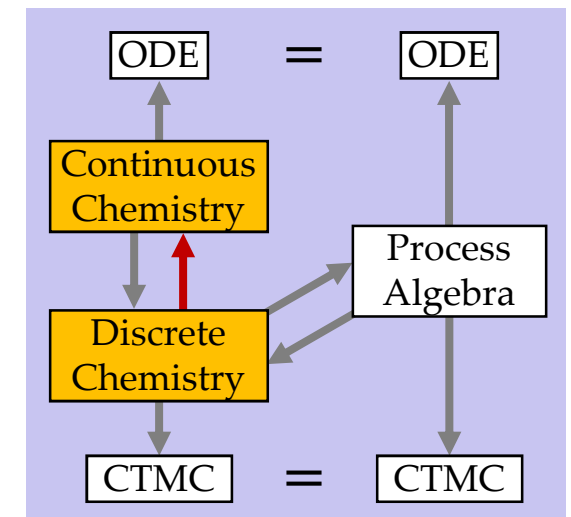 ODE = ODE
Continuous
Chemistry
Process
Algebra
Discrete
Chemistry
CTMC = CTMC